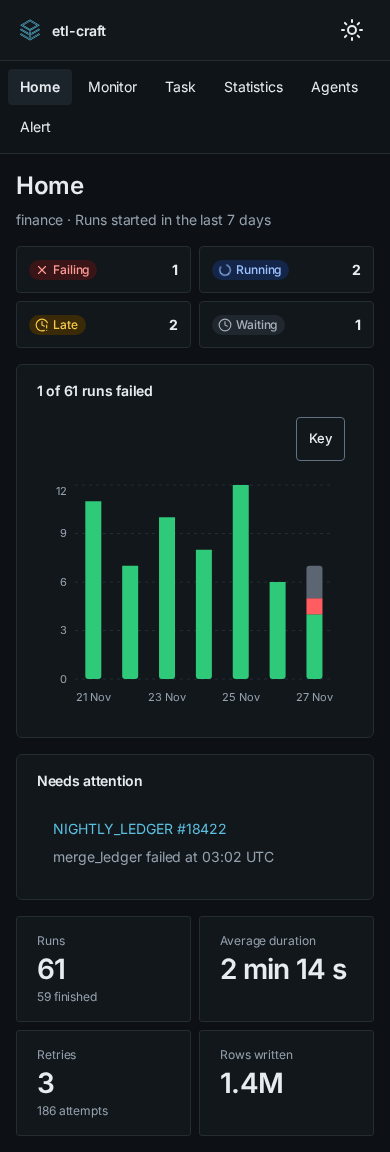 etl-craft
Home Monitor Task Statistics Agents
Alert
Home
finance · Runs started in the last 7 days
Failing 1
Running 2
Late 2
Waiting 1
1 of 61 runs failed
Key
12
9
6
3
0
21 Nov 23 Nov 25 Nov 27 Nov
Needs attention
NIGHTLY_LEDGER #18422
merge_ledger failed at 03:02 UTC
Runs
61
59 finished
Average duration
2 min 14 s
Retries
3
186 attempts
Rows written
1.4M